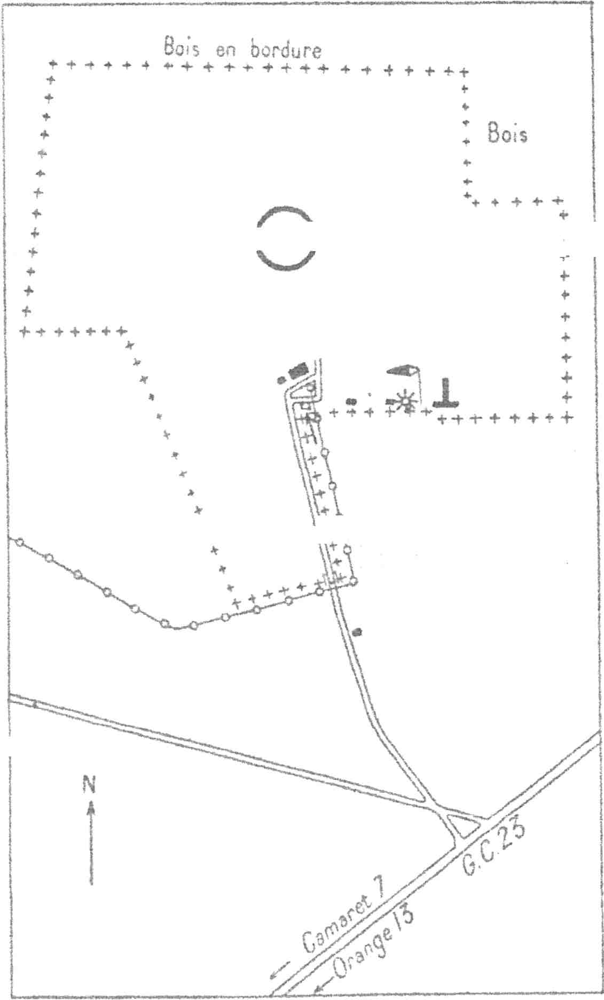 Bois en bordure
Bois
N
G.C.23
Camaret 7
Orange 13